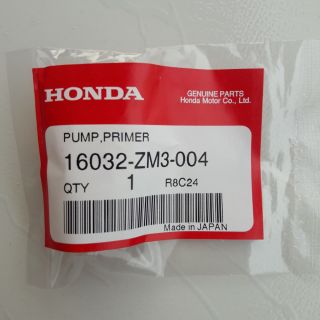 HONDA
GENUINE PARTS
Honda Motor Co., Ltd.
PUMP,PRIMER
16032-ZM3-004
QTY 1 R8C24
Made in JAPAN